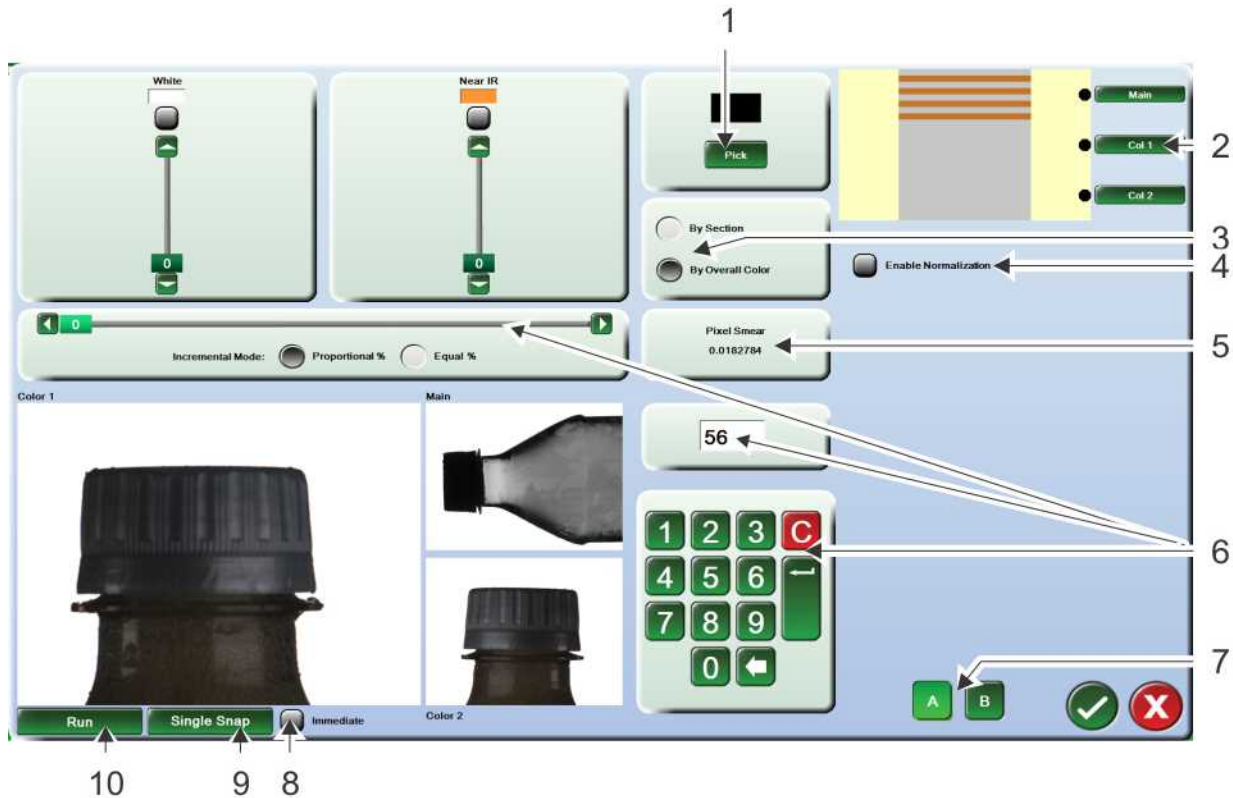 1
White
0
Near IR
0
Pick
Main
Col 1
Col 2
2
By Section
By Overall Color
3
Enable Normalization
4
0
Incremental Mode: Proportional % Equal %
Pixel Smear
0.0182784
5
Color 1
Main
56
1 2 3 C
4 5 6
7 8 9
0
6
A B
7
X
Run
Single Snap
Immediate
Color 2
10 9 8